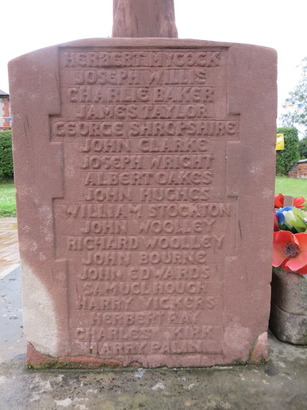 HERBERT MYCOCK
JOSEPH WILLIS
CHARLIE BAKER
JAMES TAYLOR
GEORGE SHROPSHIRE
JOHN CLARKE
JOSEPH WRIGHT
ALBERT OAKES
JOHN HUGHES
WILLIAM STOCKTON
JOHN WOOLLEY
RICHARD WOOLLEY
JOHN BOURNE
JOHN EDWARDS
SAMUEL HOUGH
HARRY VICKERS
HERBERT RAY
CHARLES KIRK
HARRY PALIN